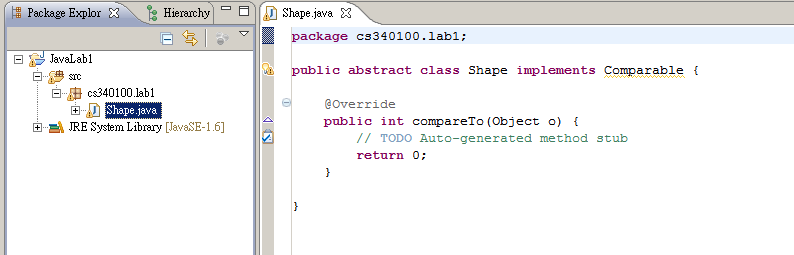 Package Explor
Hierarchy
JavaLab1
src
cs340100.lab1
Shape.java
JRE System Library [JavaSE-1.6]
Shape.java
package cs340100.lab1;
public abstract class Shape implements Comparable {
@Override
public int compareTo(Object o) {
// TODO Auto-generated method stub
return 0;
}
}